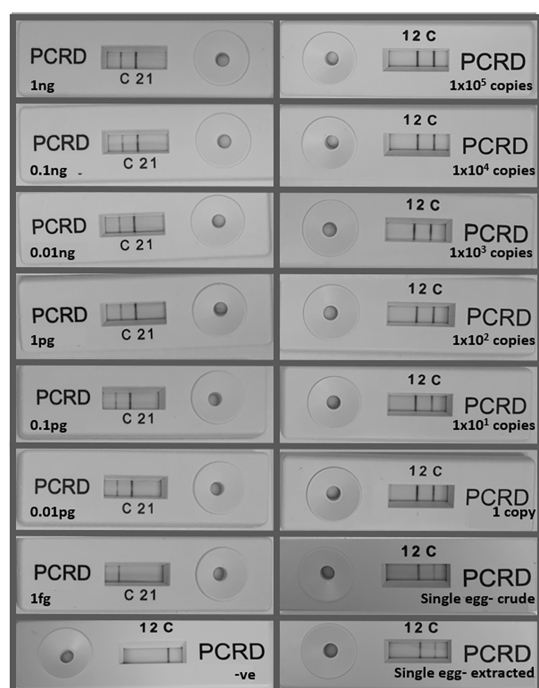 PCRD
C 21
1ng
12 C
PCRD
1x10⁵ copies
PCRD
C 21
0.1ng
12 C
PCRD
1x10⁴ copies
PCRD
C 21
0.01ng
12 C
PCRD
1x10³ copies
PCRD
C 21
1pg
12 C
PCRD
1x10² copies
PCRD
C 21
0.1pg
12 C
PCRD
1x10¹ copies
PCRD
C 21
0.01pg
12 C
PCRD
1 copy
PCRD
C 21
1fg
12 C
PCRD
Single egg- crude
12 C
PCRD
-ve
12 C
PCRD
Single egg- extracted